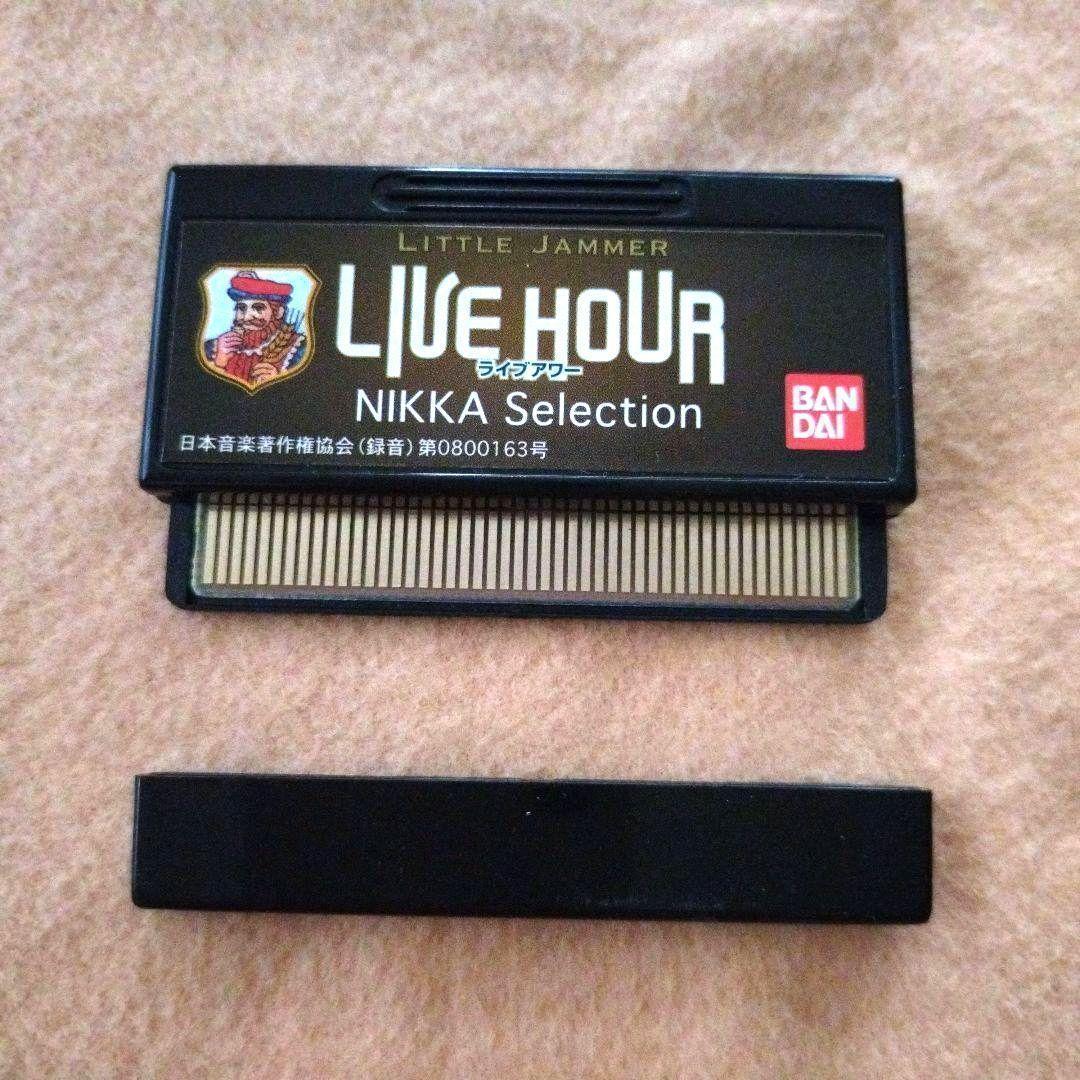 LITTLE JAMMER
LIVE HOUR
ライブアワー
NIKKA Selection
BAN
DAI
日本音楽著作権協会(録音)第0800163号